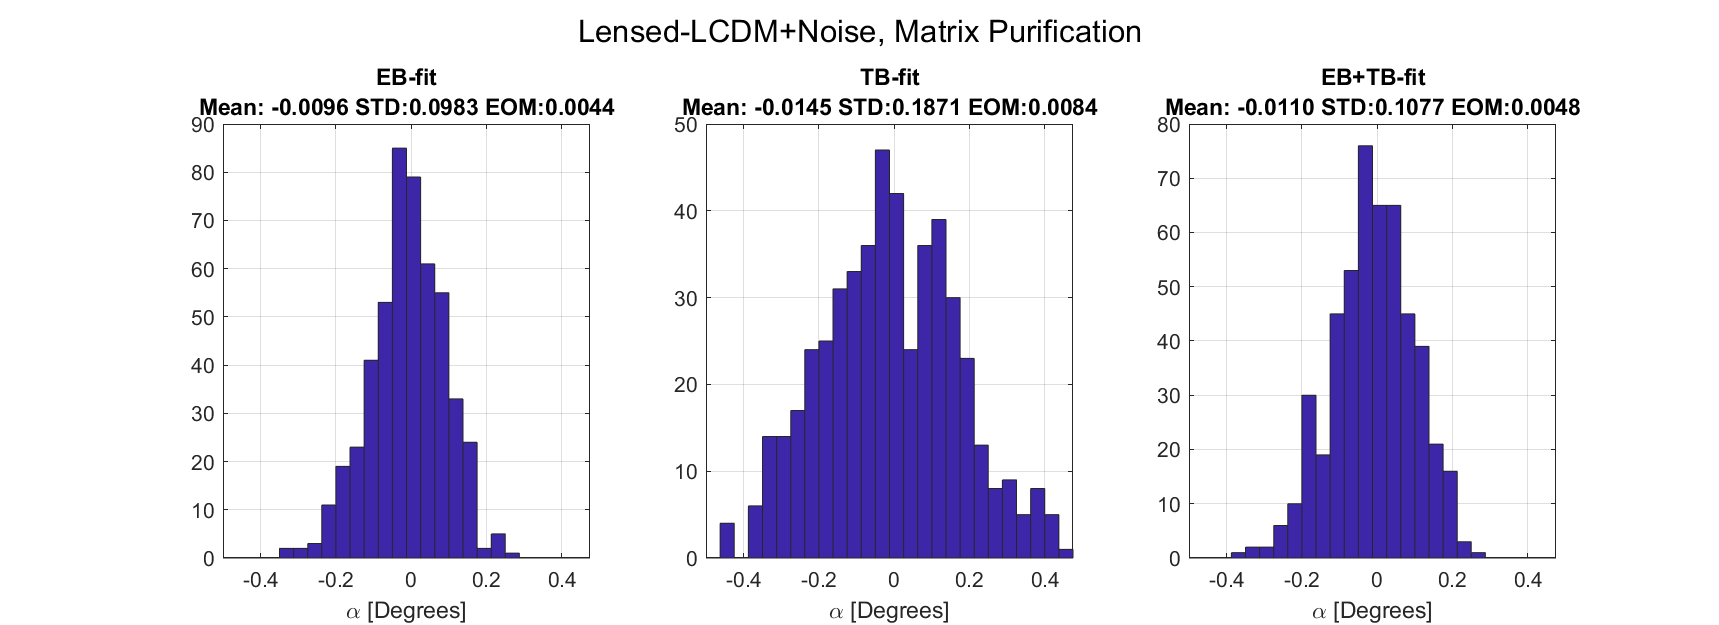 Lensed-LCDM+Noise, Matrix Purification
EB-fit
Mean: -0.0096 STD:0.0983 EOM:0.0044
90
80
70
60
50
40
30
20
10
0
-0.4 -0.2 0 0.2 0.4
α [Degrees]
TB-fit
Mean: -0.0145 STD:0.1871 EOM:0.0084
50
40
30
20
10
0
-0.4 -0.2 0 0.2 0.4
α [Degrees]
EB+TB-fit
Mean: -0.0110 STD:0.1077 EOM:0.0048
80
70
60
50
40
30
20
10
0
-0.4 -0.2 0 0.2 0.4
α [Degrees]